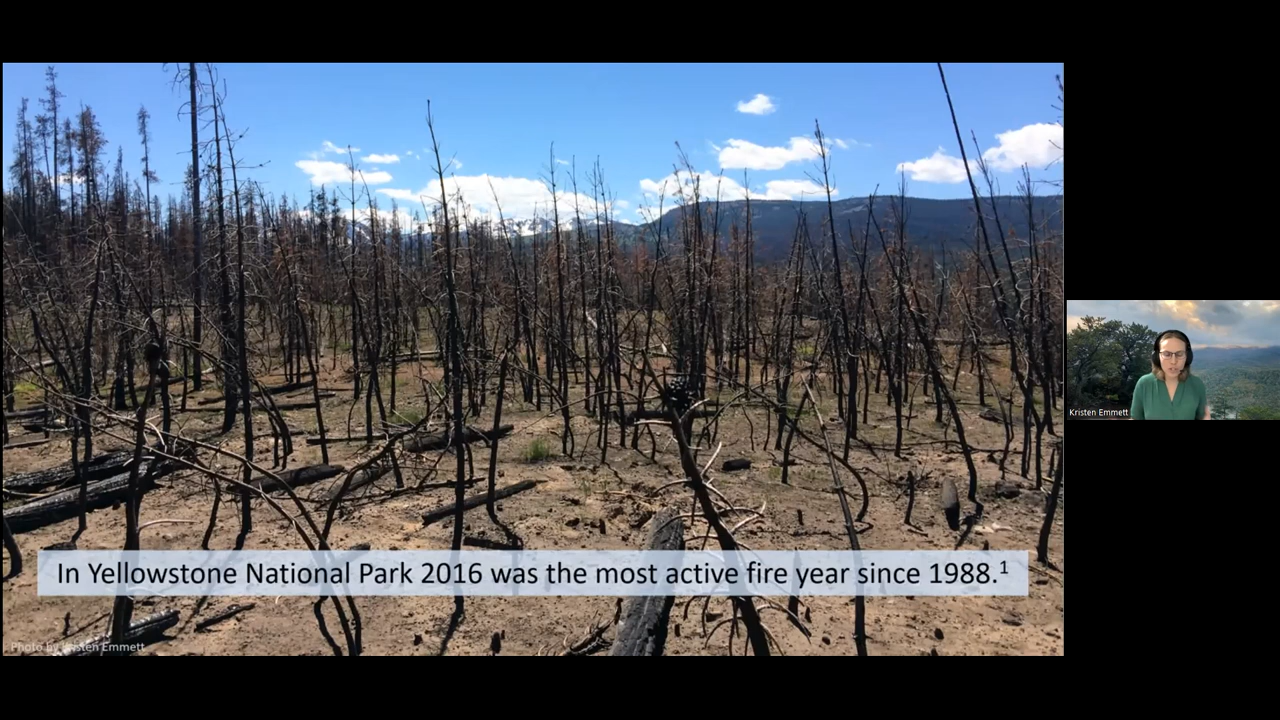 In Yellowstone National Park 2016 was the most active fire year since 1988.¹
Photo by Kristen Emmett
Kristen Emmett